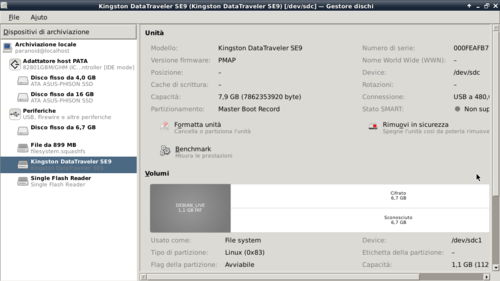 Kingston DataTraveler SE9 (Kingston DataTraveler SE9) [/dev/sdc] — Gestore dischi
File Aiuto
Dispositivi di archiviazione
Archiviazione locale
paranoid@localhost
Adattatore host PATA
82801GBM/GHM (IC...ntroller [IDE mode)
Disco fisso da 4,0 GB
ATA ASUS-PHISON SSD
Disco fisso da 16 GB
ATA ASUS-PHISON SSD
Periferiche
USB, Firewire e altre periferiche
Disco fisso da 6,7 GB
File da 899 MB
filesystem.squashfs
Kingston DataTraveler SE9
Single Flash Reader
Single Flash Reader
Unità
Modello: Kingston DataTraveler SE9
Numero di serie: 000FEAFB7
Versione firmware: PMAP
Nome World Wide (WWN): –
Posizione: –
Device: /dev/sdc
Cache di scrittura: –
Rotazioni: –
Capacità: 7,9 GB (7862353920 byte)
Connessione: USB a 480,
Partizionamento: Master Boot Record
Stato SMART: Non sup
Formatta unità
Cancella o partiziona l'unità
Rimuovi in sicurezza
Spegne l'unità così da poterla rimuove
Benchmark
Misura le prestazioni
Volumi
DEBIAN_LIVE
1,1 GB FAT
Cifrato
6,7 GB
Sconosciuto
6,7 GB
Usato come: File system
Device: /dev/sdc1
Tipo di partizione: Linux (0x83)
Etichetta della partizione: –
Flag della partizione: Avviabile
Capacità: 1,1 GB (112